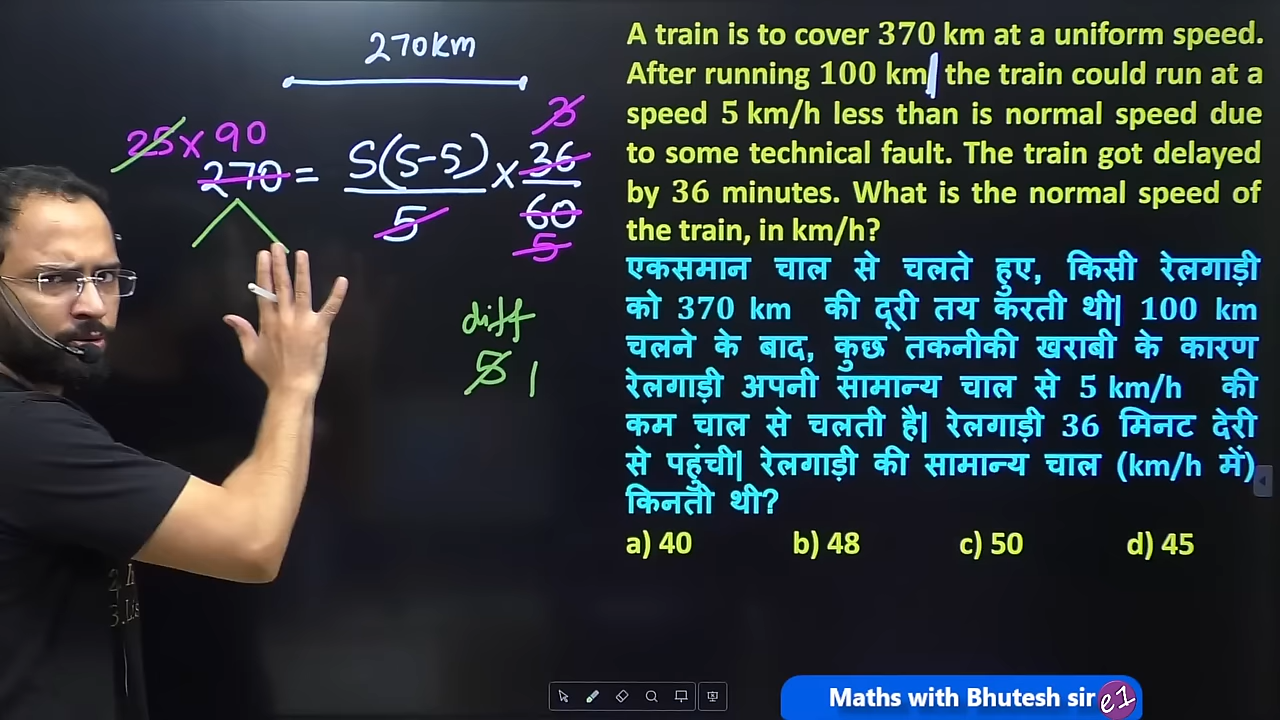 270km
25 × 90
270 = S(S-5) × 36
5 60
3
5
diff
5 1
A train is to cover 370 km at a uniform speed.
After running 100 km the train could run at a
speed 5 km/h less than is normal speed due
to some technical fault. The train got delayed
by 36 minutes. What is the normal speed of
the train, in km/h?
एकसमान चाल से चलते हुए, किसी रेलगाड़ी
को 370 km की दूरी तय करती थी| 100 km
चलने के बाद, कुछ तकनीकी खराबी के कारण
रेलगाड़ी अपनी सामान्य चाल से 5 km/h की
कम चाल से चलती है| रेलगाड़ी 36 मिनट देरी
से पहुंची| रेलगाड़ी की सामान्य चाल (km/h में)
कितनी थी?
a) 40 b) 48 c) 50 d) 45
Maths with Bhutesh sir e1